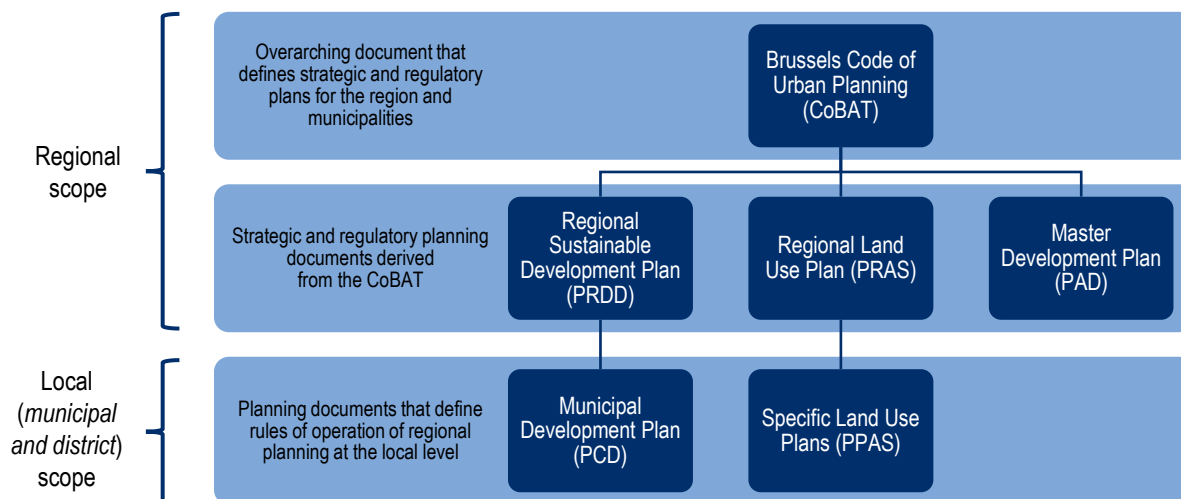 Regional
scope
Overarching document that
defines strategic and regulatory
plans for the region and
municipalities
Brussels Code of
Urban Planning
(CoBAT)
Strategic and regulatory planning
documents derived
from the CoBAT
Regional
Sustainable
Development Plan
(PRDD)
Regional Land
Use Plan (PRAS)
Master
Development Plan
(PAD)
Local
(municipal
and district)
scope
Planning documents that define
rules of operation of regional
planning at the local level
Municipal
Development Plan
(PCD)
Specific Land Use
Plans (PPAS)